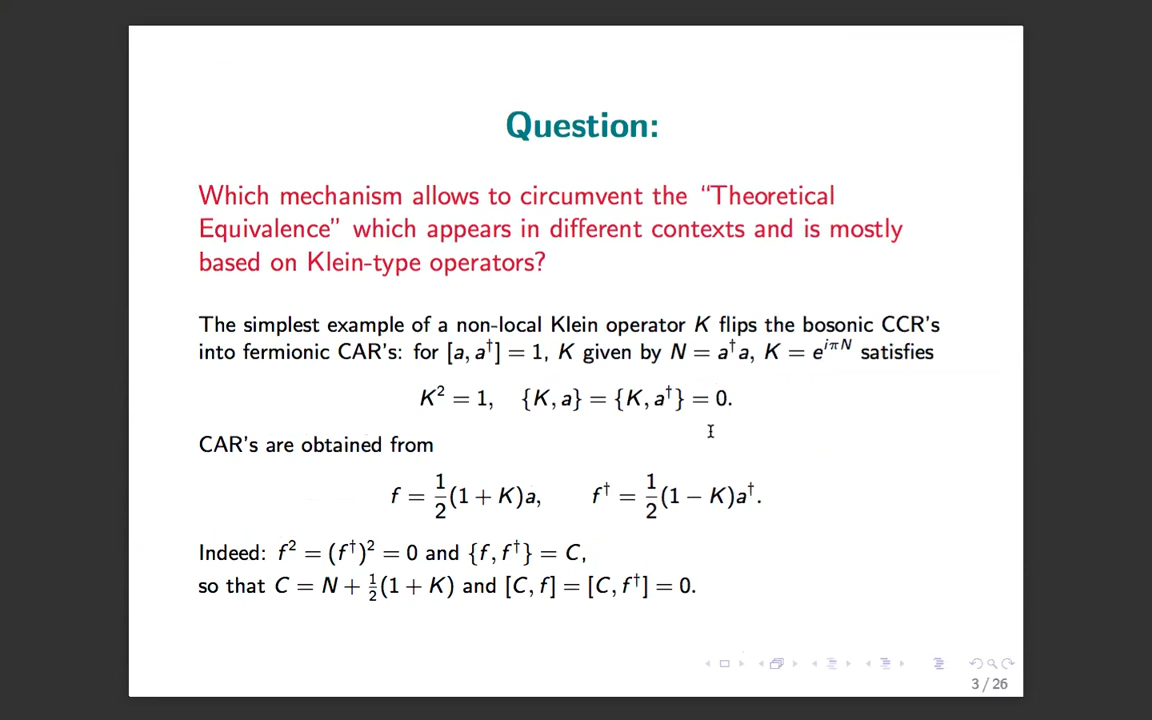 Question:
Which mechanism allows to circumvent the “Theoretical
Equivalence” which appears in different contexts and is mostly
based on Klein-type operators?
The simplest example of a non-local Klein operator K flips the bosonic CCR's
into fermionic CAR's: for [a, a†] = 1, K given by N = a†a, K = e^{iπN} satisfies
K² = 1, {K, a} = {K, a†} = 0.
CAR's are obtained from
f = 1/2 (1 + K)a, f† = 1/2 (1 − K)a†.
Indeed: f² = (f†)² = 0 and {f, f†} = C,
so that C = N + 1/2 (1 + K) and [C, f] = [C, f†] = 0.
3 / 26